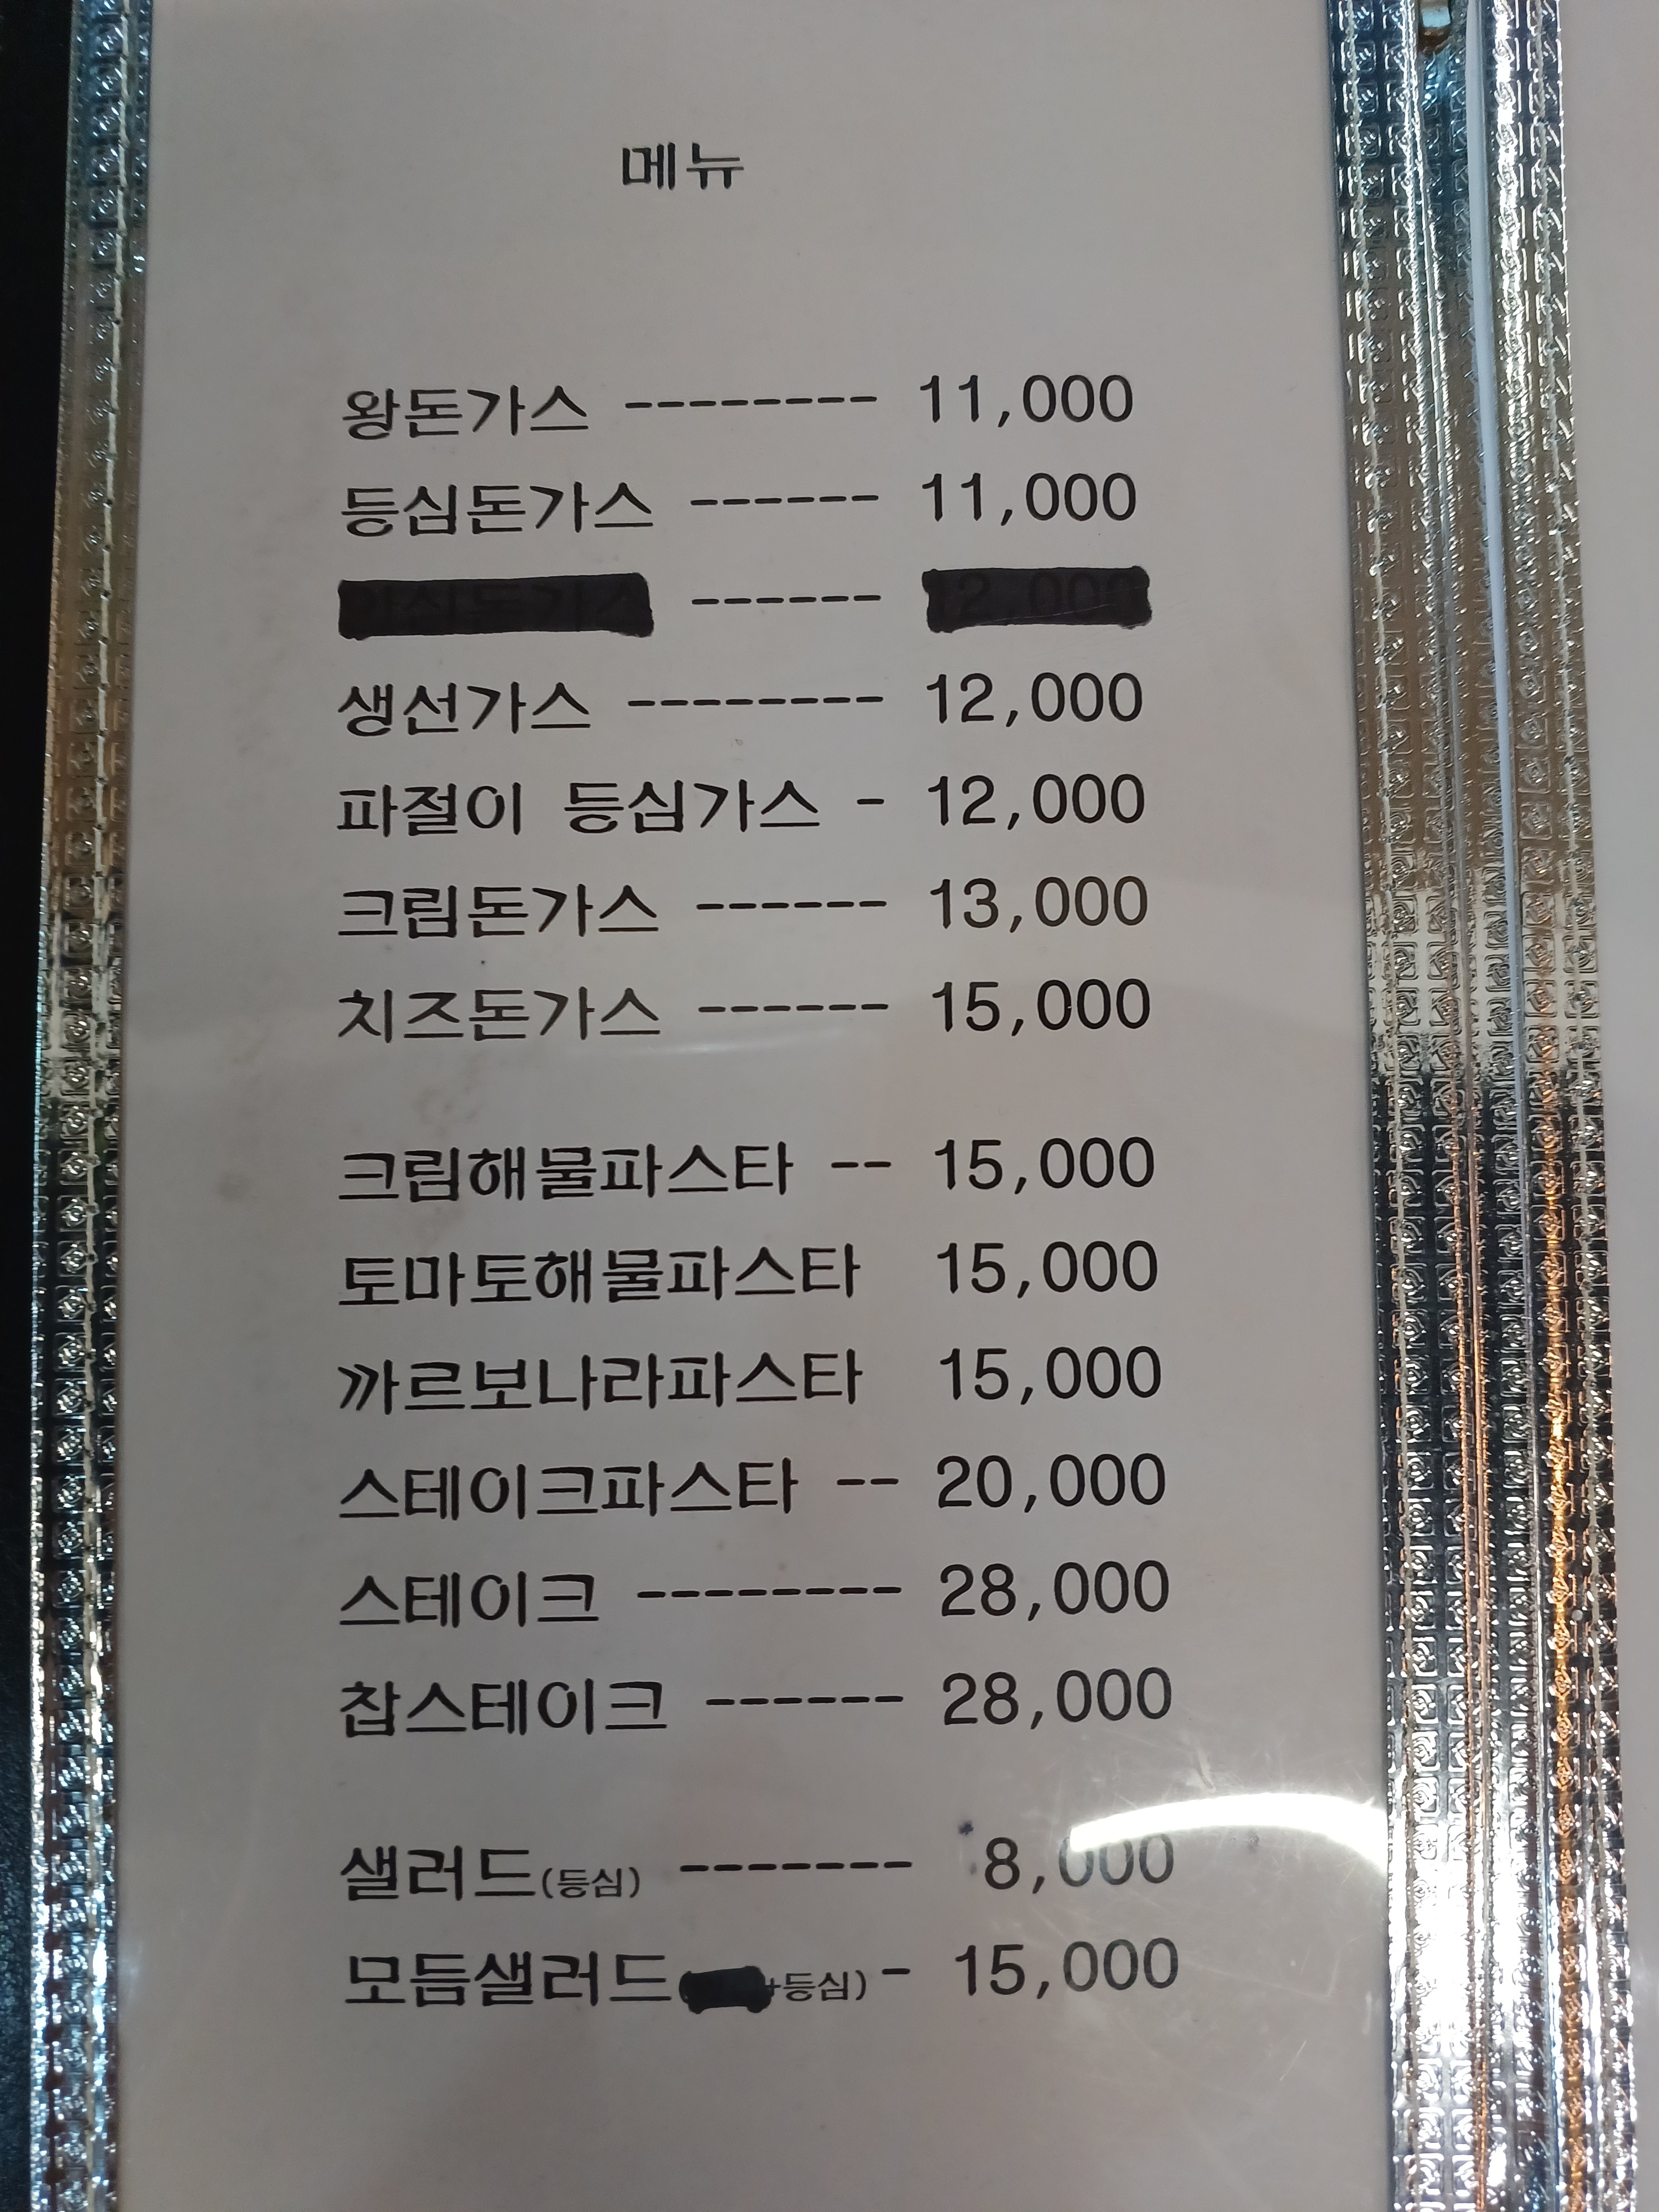 메뉴
왕돈가스 -------- 11,000
등심돈가스 ------ 11,000
------
생선가스 -------- 12,000
파절이 등심가스 - 12,000
크림돈가스 ------ 13,000
치즈돈가스 ------ 15,000
크림해물파스타 -- 15,000
토마토해물파스타 15,000
까르보나라파스타 15,000
스테이크파스타 -- 20,000
스테이크 -------- 28,000
찹스테이크 ------ 28,000
샐러드(등심) ------- 8,000
모듬샐러드 +등심) - 15,000